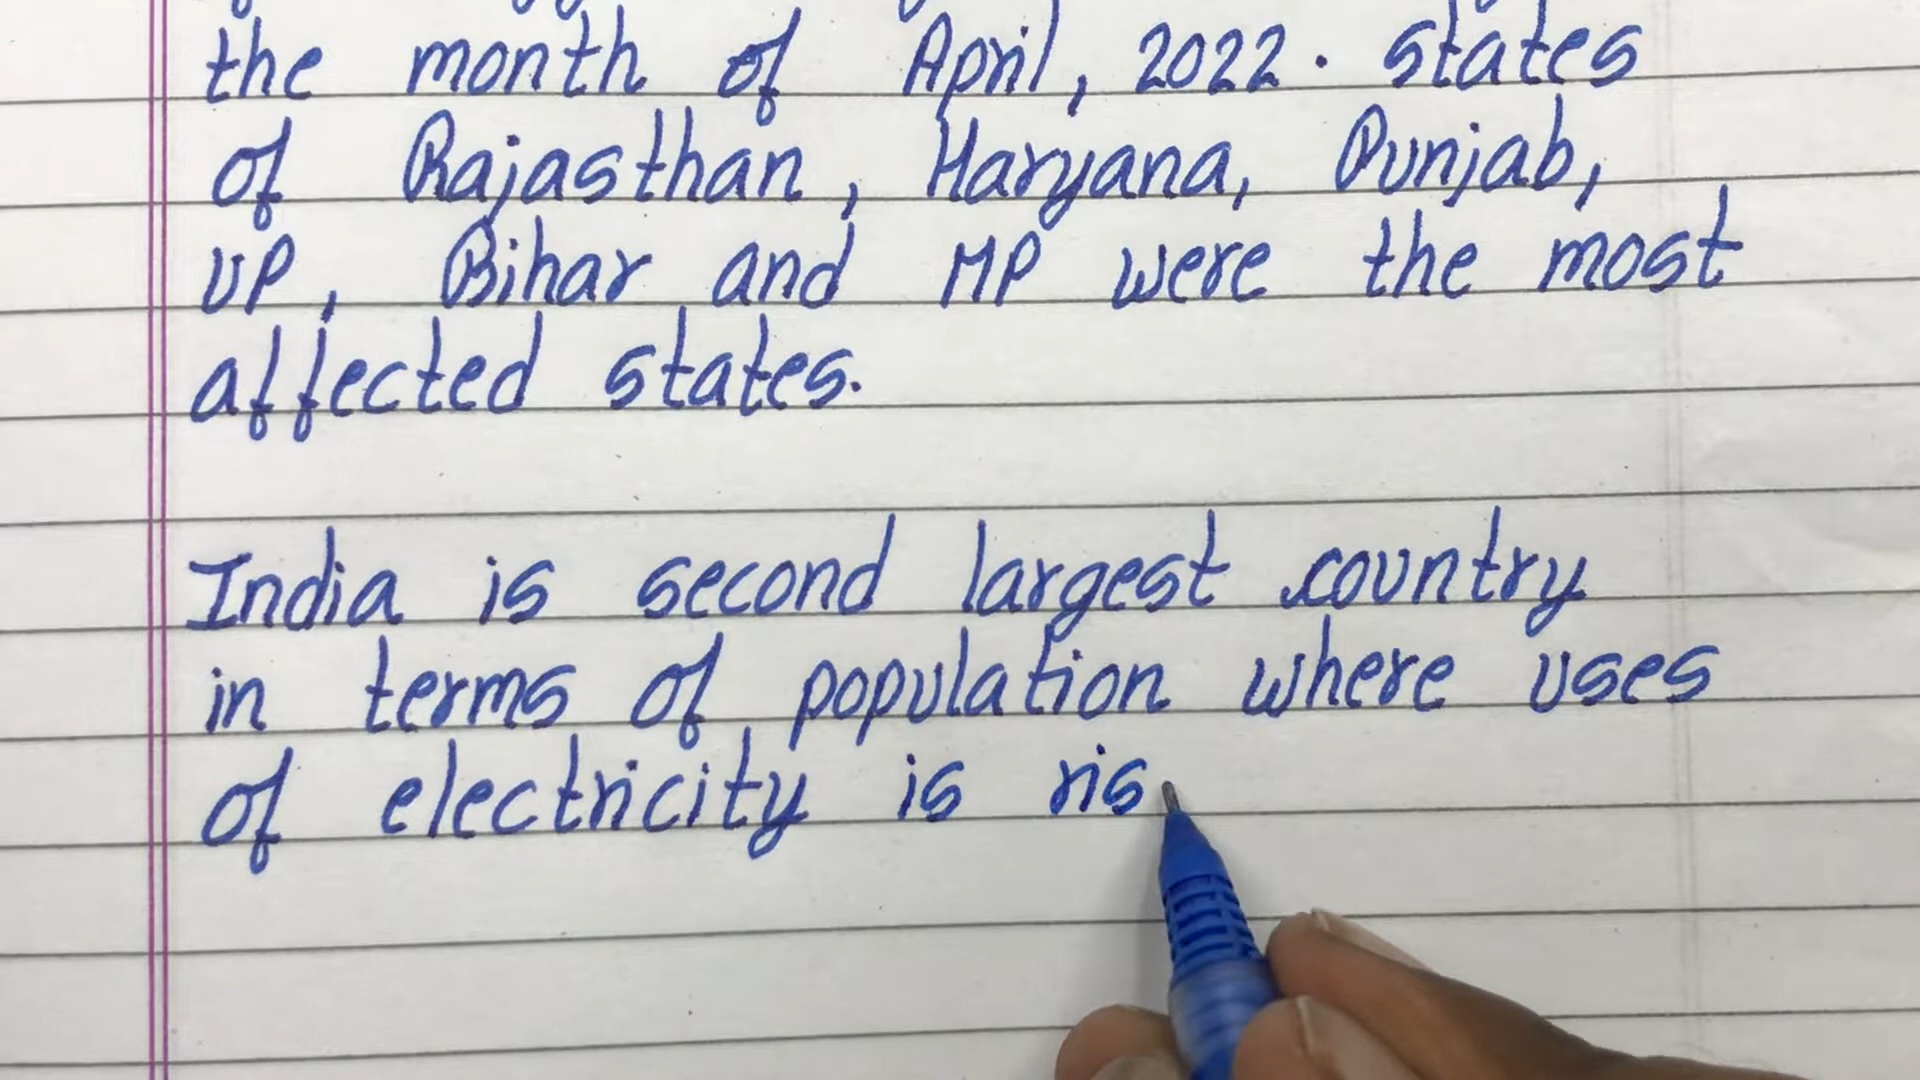 the month of April, 2022. states
of Rajasthan, Haryana, Punjab,
UP, Bihar and MP were the most
affected states.
India is second largest country
in terms of population where uses
of electricity is ris